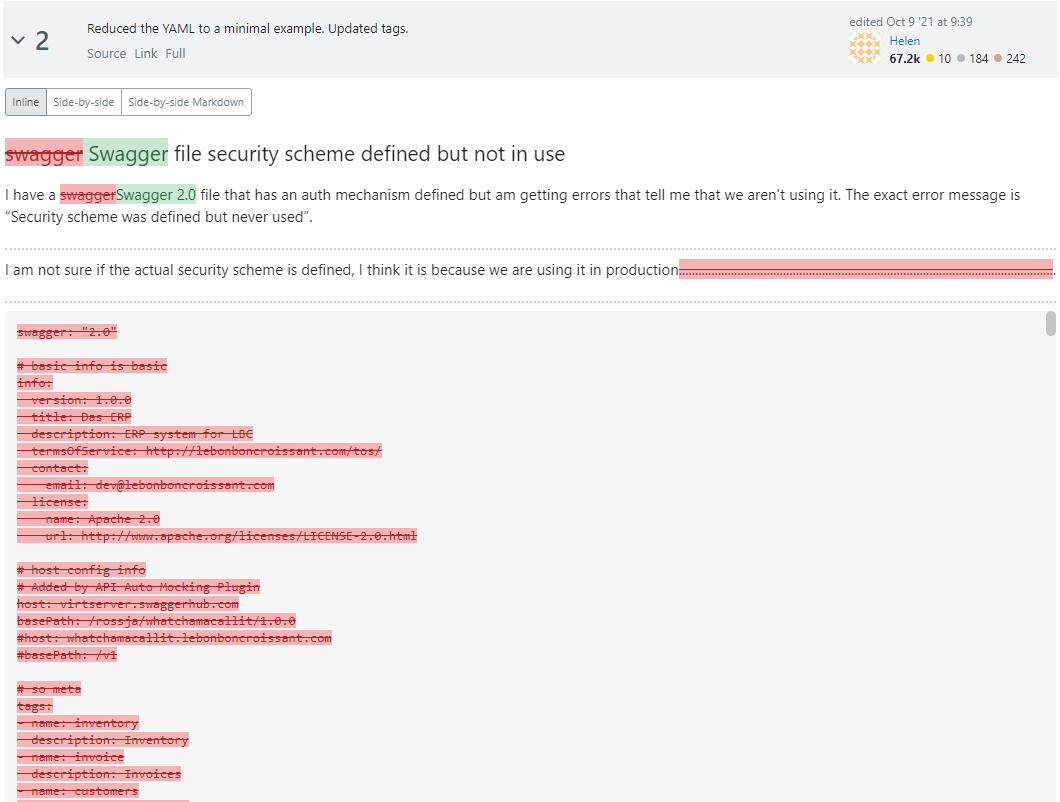 2
Reduced the YAML to a minimal example. Updated tags.
Source Link Full
edited Oct 9 '21 at 9:39
Helen
67.2k 10 184 242
Inline Side-by-side Side-by-side Markdown
swagger Swagger file security scheme defined but not in use
I have a swaggerSwagger 2.0 file that has an auth mechanism defined but am getting errors that tell me that we aren't using it. The exact error message is
“Security scheme was defined but never used”.
I am not sure if the actual security scheme is defined, I think it is because we are using it in production
swagger: "2.0"
# basic info is basic
info:
  version: 1.0.0
  title: Das ERP
  description: ERP system for LBC
  termsOfService: http://lebonboncroissant.com/tos/
  contact:
    email: dev@lebonboncroissant.com
  license:
    name: Apache 2.0
    url: http://www.apache.org/licenses/LICENSE-2.0.html
# host config info
# Added by API Auto Mocking Plugin
host: virtserver.swaggerhub.com
basePath: /rossja/whatchamacallit/1.0.0
#host: whatchamacallit.lebonboncroissant.com
#basePath: /v1
# so meta
tags:
- name: inventory
  description: Inventory
- name: invoice
  description: Invoices
- name: customers